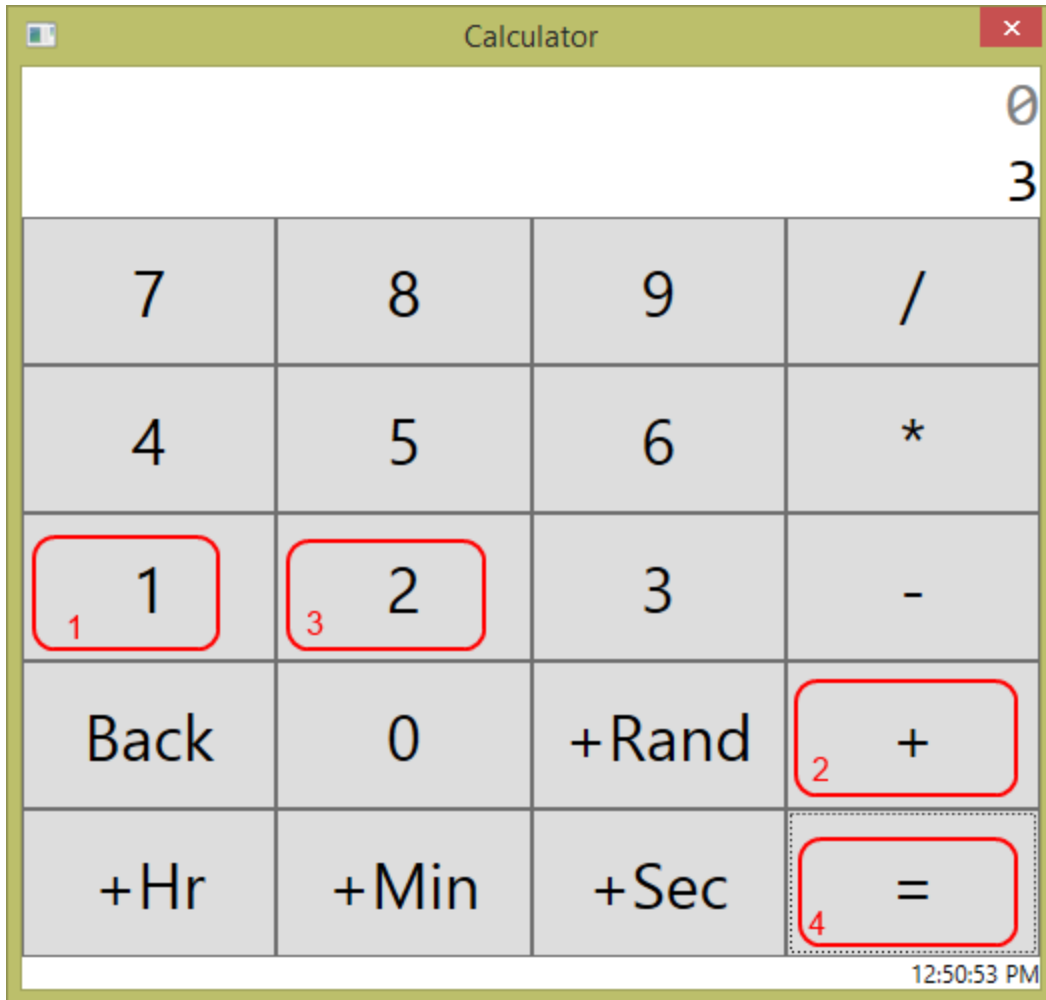 Calculator
0
3
7 8 9 /
4 5 6 *
1 2 3 -
1 3
Back 0 +Rand +
2
+Hr +Min +Sec =
4
12:50:53 PM